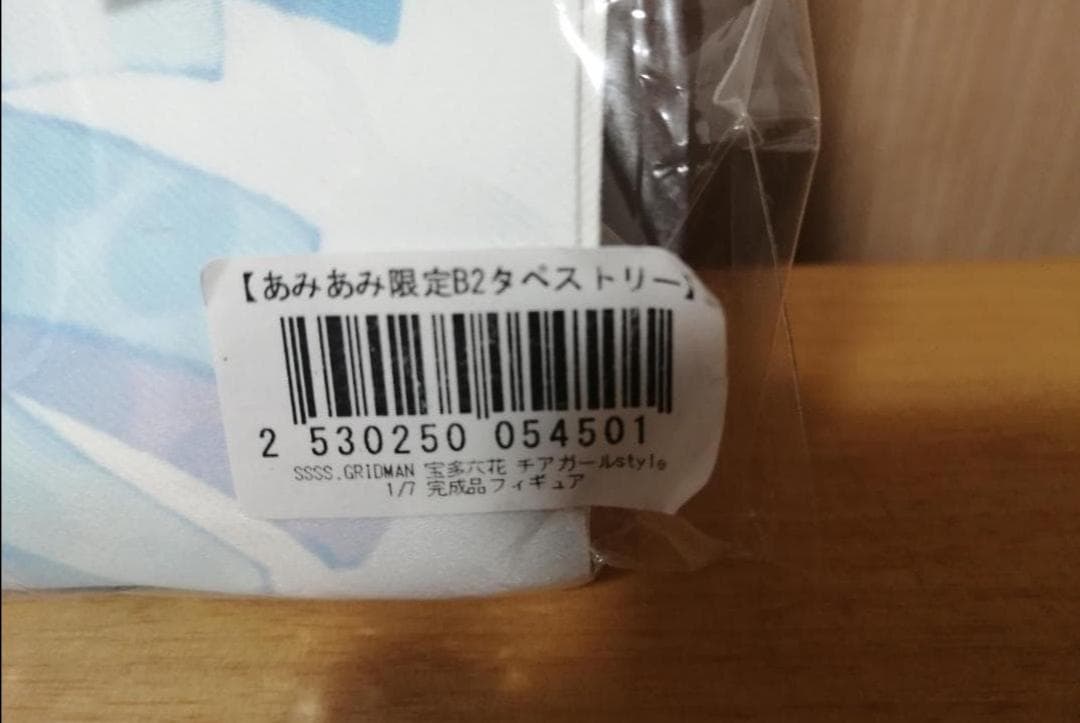 【あみあみ限定B2タペストリー】
2 530250 054501
SSSS.GRIDMAN 宝多六花 チアガールstyle
1/7 完成品フィギュア